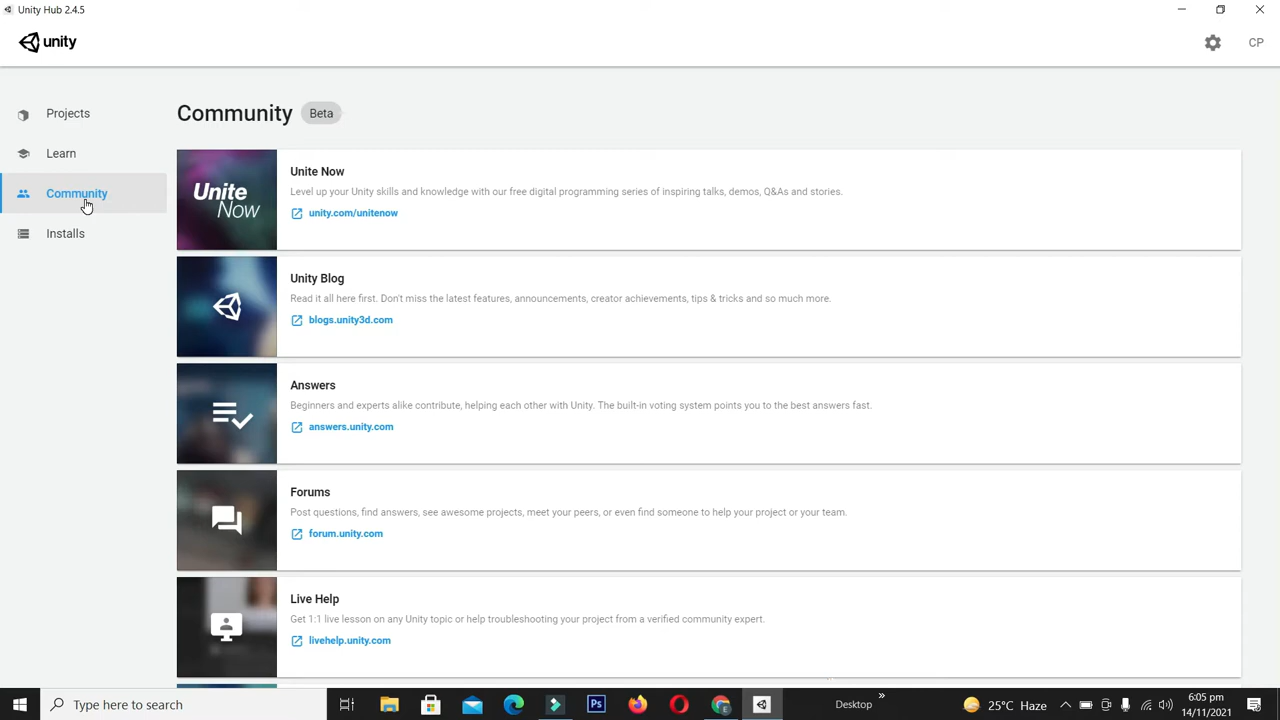 Unity Hub 2.4.5
unity
CP
Projects
Learn
Community
Installs
Community Beta
Unite Now
Unite Now
Level up your Unity skills and knowledge with our free digital programming series of inspiring talks, demos, Q&As and stories.
unity.com/unitenow
Unity Blog
Read it all here first. Don't miss the latest features, announcements, creator achievements, tips & tricks and so much more.
blogs.unity3d.com
Answers
Beginners and experts alike contribute, helping each other with Unity. The built-in voting system points you to the best answers fast.
answers.unity.com
Forums
Post questions, find answers, see awesome projects, meet your peers, or even find someone to help your project or your team.
forum.unity.com
Live Help
Get 1:1 live lesson on any Unity topic or help troubleshooting your project from a verified community expert.
livehelp.unity.com
Type here to search
Ps
Desktop
»
25°C Haze
6:05 pm
14/11/2021